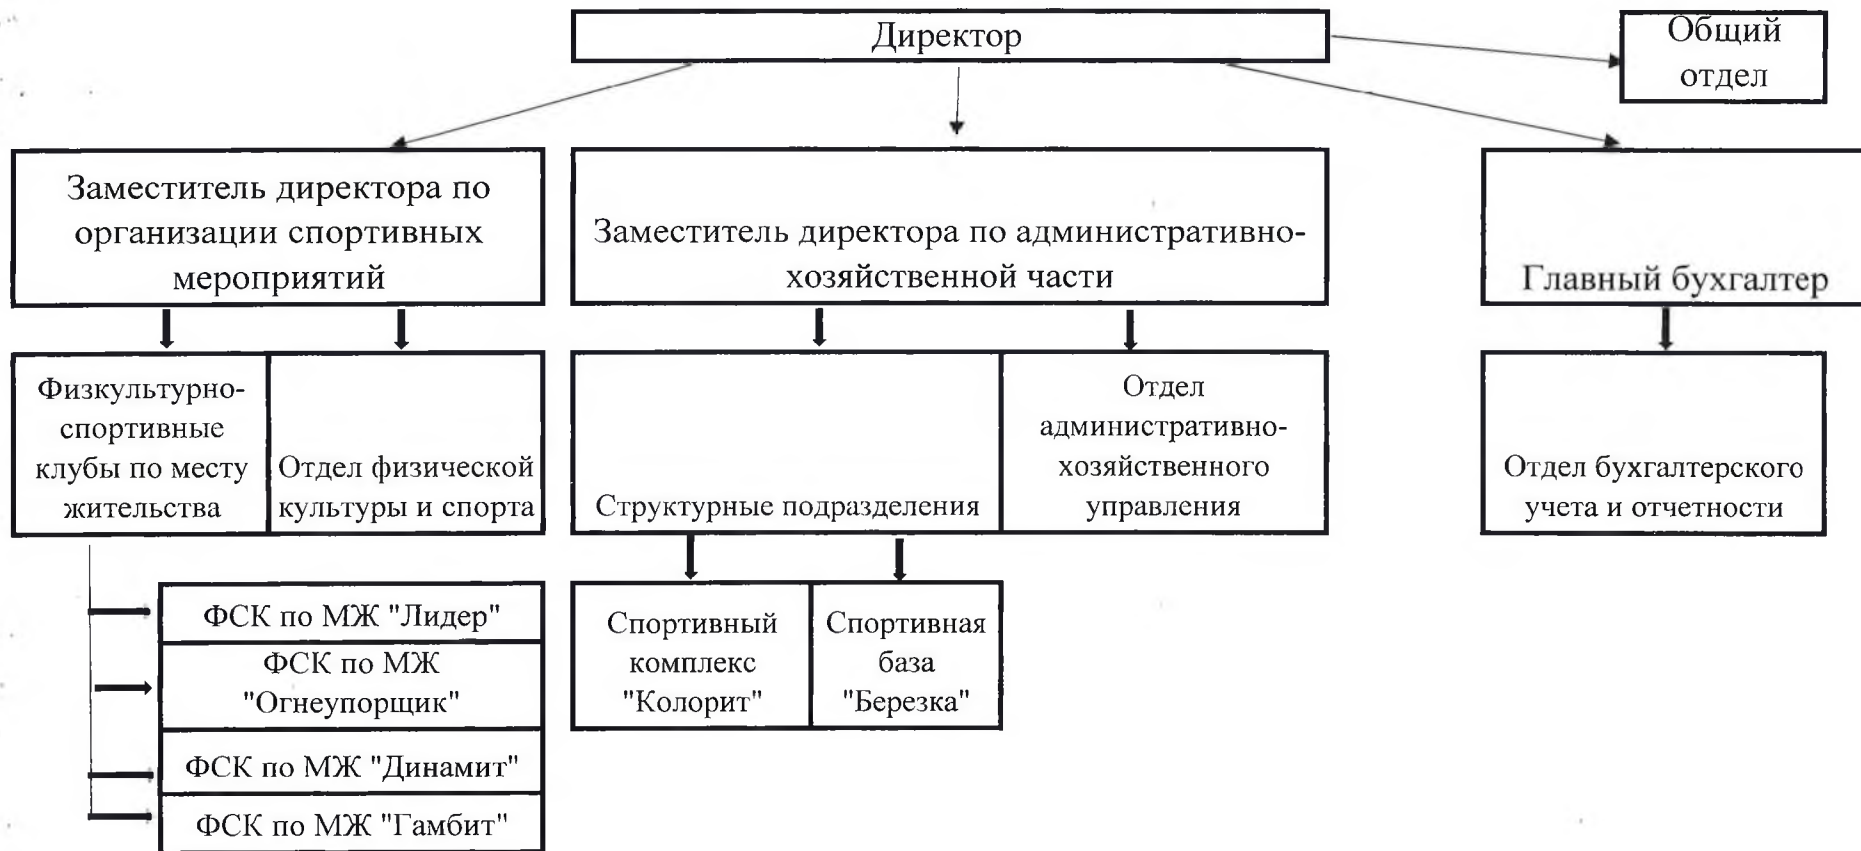 Директор
Общий
отдел
Заместитель директора по
организации спортивных
мероприятий
Заместитель директора по административно-
хозяйственной части
Главный бухгалтер
Физкультурно-
спортивные
клубы по месту
жительства
Отдел физической
культуры и спорта
Структурные подразделения
Отдел
административно-
хозяйственного
управления
Отдел бухгалтерского
учета и отчетности
ФСК по МЖ "Лидер"
ФСК по МЖ
"Огнеупорщик"
ФСК по МЖ "Динамит"
ФСК по МЖ "Гамбит"
Спортивный
комплекс
"Колорит"
Спортивная
база
"Березка"